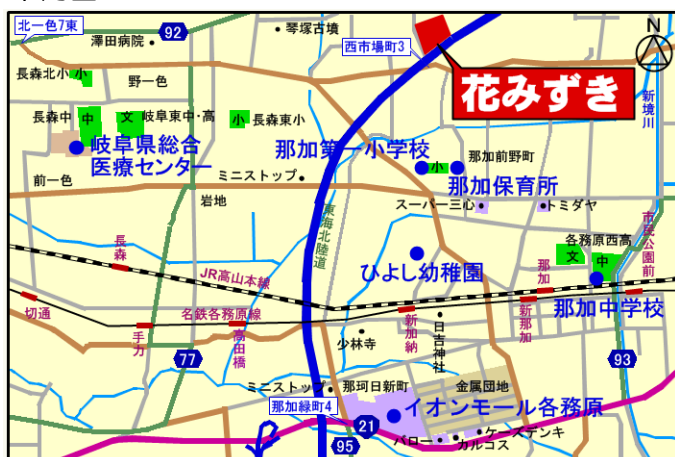 北一色7東
92
澤田病院
琴塚古墳
西市場町3
N
花みずき
長森北小
小
野一色
新境川
長森中
中
文
岐阜東中・高
小
長森東小
岐阜県総合
医療センター
那加第一小学校
小
那加前野町
那加保育所
前一色
ミニストップ
岩地
スーパー三心
トミダヤ
東海北陸道
市民公園前
各務原西高
文
中
長森
JR高山本線
ひよし幼稚園
那加
那加中学校
切通
名鉄各務原線
手力
高田橋
新加納
新那加
日吉神社
少林寺
77
93
ミニストップ
那珂日新町
金属団地
那加緑町4
イオンモール各務原
21
95
バロー
カルコス
ケーズデンキ